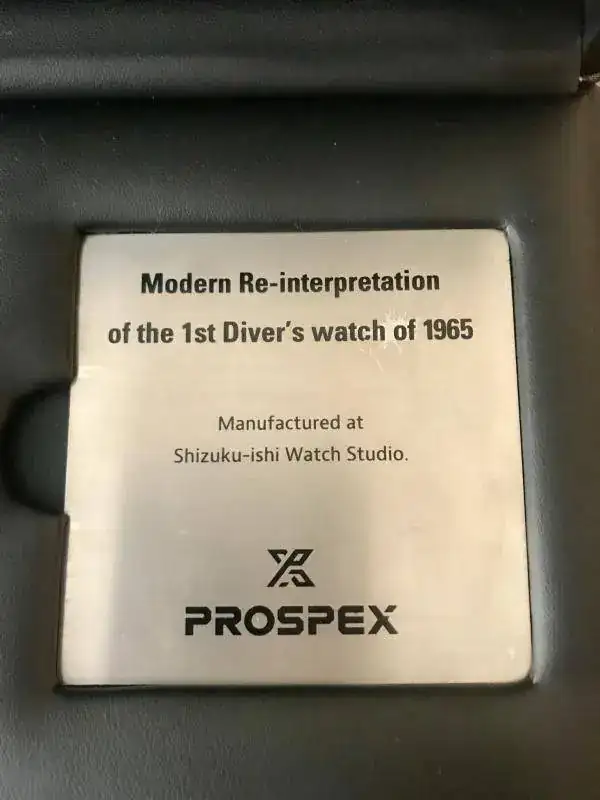 Modern Re-interpretation
of the 1st Diver's watch of 1965
Manufactured at
Shizuku-ishi Watch Studio.
PROSPEX